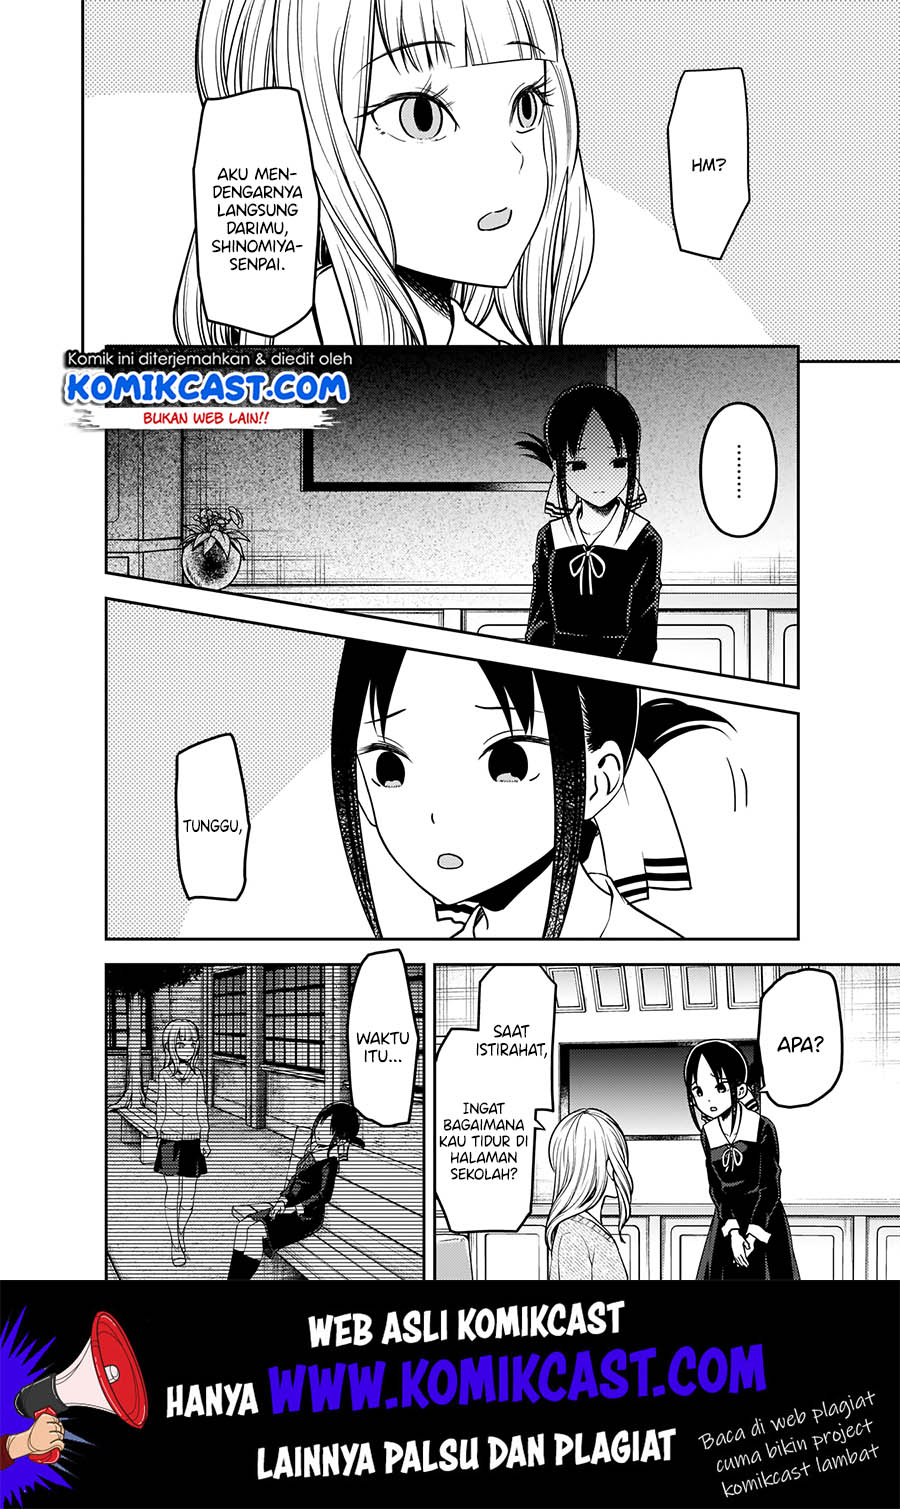 HM?
AKU MEN-
DENGARNYA
LANGSUNG
DARIMU,
SHINOMIYA-
SENPAI.
Komik ini diterjemahkan & diedit oleh
KOMIKCAST.COM
BUKAN WEB LAIN!!
..........
TUNGGU,
APA?
SAAT
ISTIRAHAT,
INGAT
BAGAIMANA
KAU TIDUR DI
HALAMAN
SEKOLAH?
WAKTU
ITU...
WEB ASLI KOMIKCAST
HANYA WWW.KOMIKCAST.COM
LAINNYA PALSU DAN PLAGIAT
Baca di web plagiat
cuma bikin project
komikcast lambat